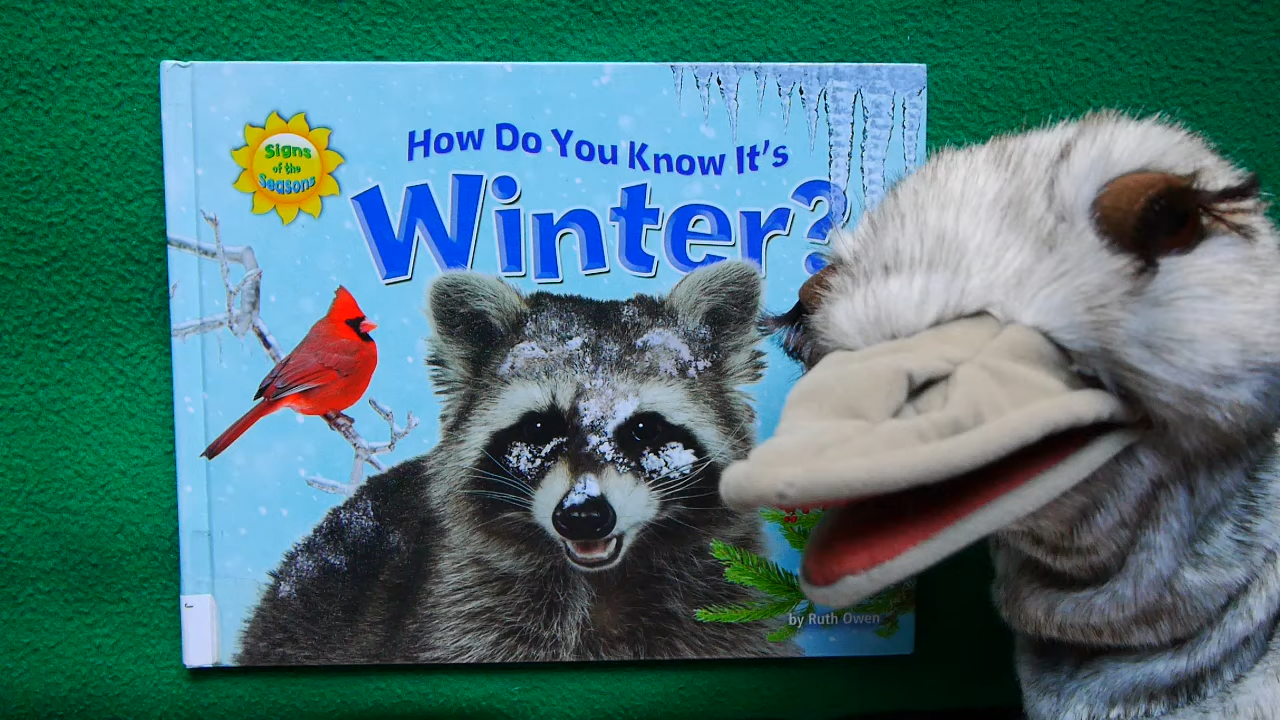 Signs
of the
Seasons
How Do You Know It's
Winter?
by Ruth Owen